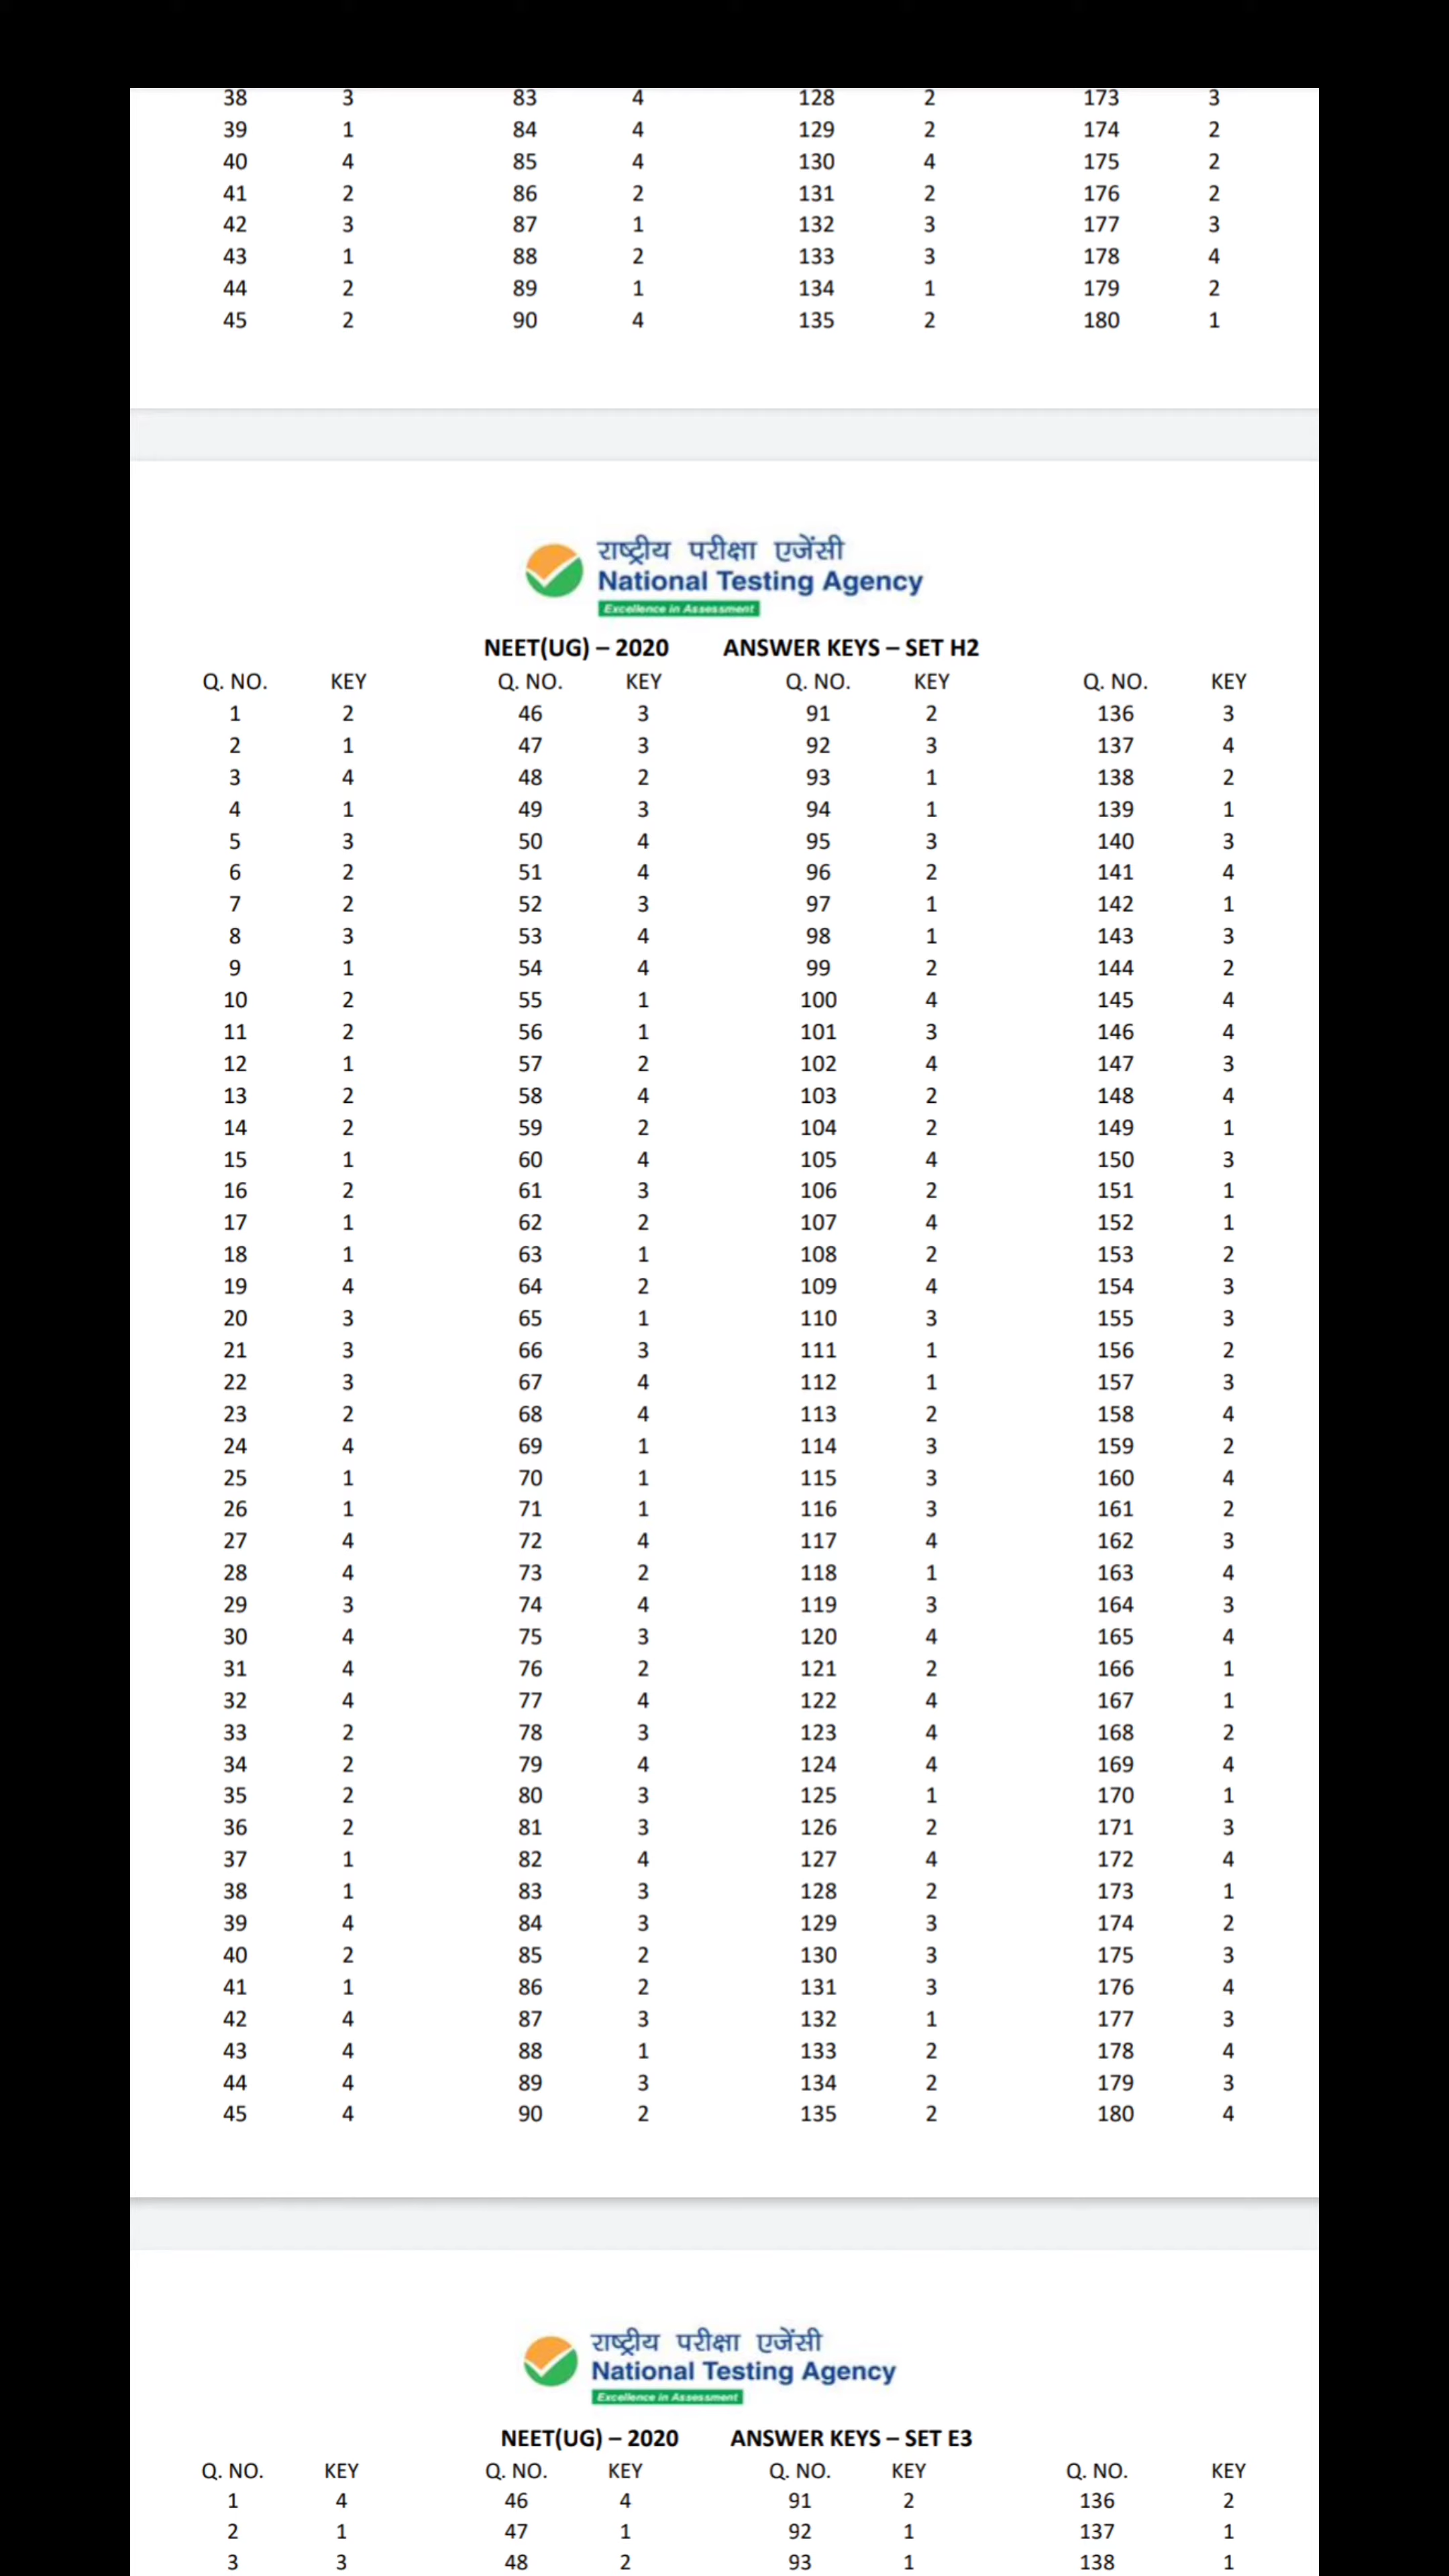 38 3 83 4 128 2 173 3
39 1 84 4 129 2 174 2
40 4 85 4 130 4 175 2
41 2 86 2 131 2 176 2
42 3 87 1 132 3 177 3
43 1 88 2 133 3 178 4
44 2 89 1 134 1 179 2
45 2 90 4 135 2 180 1
राष्ट्रीय परीक्षा एजेंसी
National Testing Agency
Excellence in Assessment
NEET(UG) – 2020 ANSWER KEYS – SET H2
Q. NO. KEY Q. NO. KEY Q. NO. KEY Q. NO. KEY
1 2 46 3 91 2 136 3
2 1 47 3 92 3 137 4
3 4 48 2 93 1 138 2
4 1 49 3 94 1 139 1
5 3 50 4 95 3 140 3
6 2 51 4 96 2 141 4
7 2 52 3 97 1 142 1
8 3 53 4 98 1 143 3
9 1 54 4 99 2 144 2
10 2 55 1 100 4 145 4
11 2 56 1 101 3 146 4
12 1 57 2 102 4 147 3
13 2 58 4 103 2 148 4
14 2 59 2 104 2 149 1
15 1 60 4 105 4 150 3
16 2 61 3 106 2 151 1
17 1 62 2 107 4 152 1
18 1 63 1 108 2 153 2
19 4 64 2 109 4 154 3
20 3 65 1 110 3 155 3
21 3 66 3 111 1 156 2
22 3 67 4 112 1 157 3
23 2 68 4 113 2 158 4
24 4 69 1 114 3 159 2
25 1 70 1 115 3 160 4
26 1 71 1 116 3 161 2
27 4 72 4 117 4 162 3
28 4 73 2 118 1 163 4
29 3 74 4 119 3 164 3
30 4 75 3 120 4 165 4
31 4 76 2 121 2 166 1
32 4 77 4 122 4 167 1
33 2 78 3 123 4 168 2
34 2 79 4 124 4 169 4
35 2 80 3 125 1 170 1
36 2 81 3 126 2 171 3
37 1 82 4 127 4 172 4
38 1 83 3 128 2 173 1
39 4 84 3 129 3 174 2
40 2 85 2 130 3 175 3
41 1 86 2 131 3 176 4
42 4 87 3 132 1 177 3
43 4 88 1 133 2 178 4
44 4 89 3 134 2 179 3
45 4 90 2 135 2 180 4
राष्ट्रीय परीक्षा एजेंसी
National Testing Agency
Excellence in Assessment
NEET(UG) – 2020 ANSWER KEYS – SET E3
Q. NO. KEY Q. NO. KEY Q. NO. KEY Q. NO. KEY
1 4 46 4 91 2 136 2
2 1 47 1 92 1 137 1
3 3 48 2 93 1 138 1